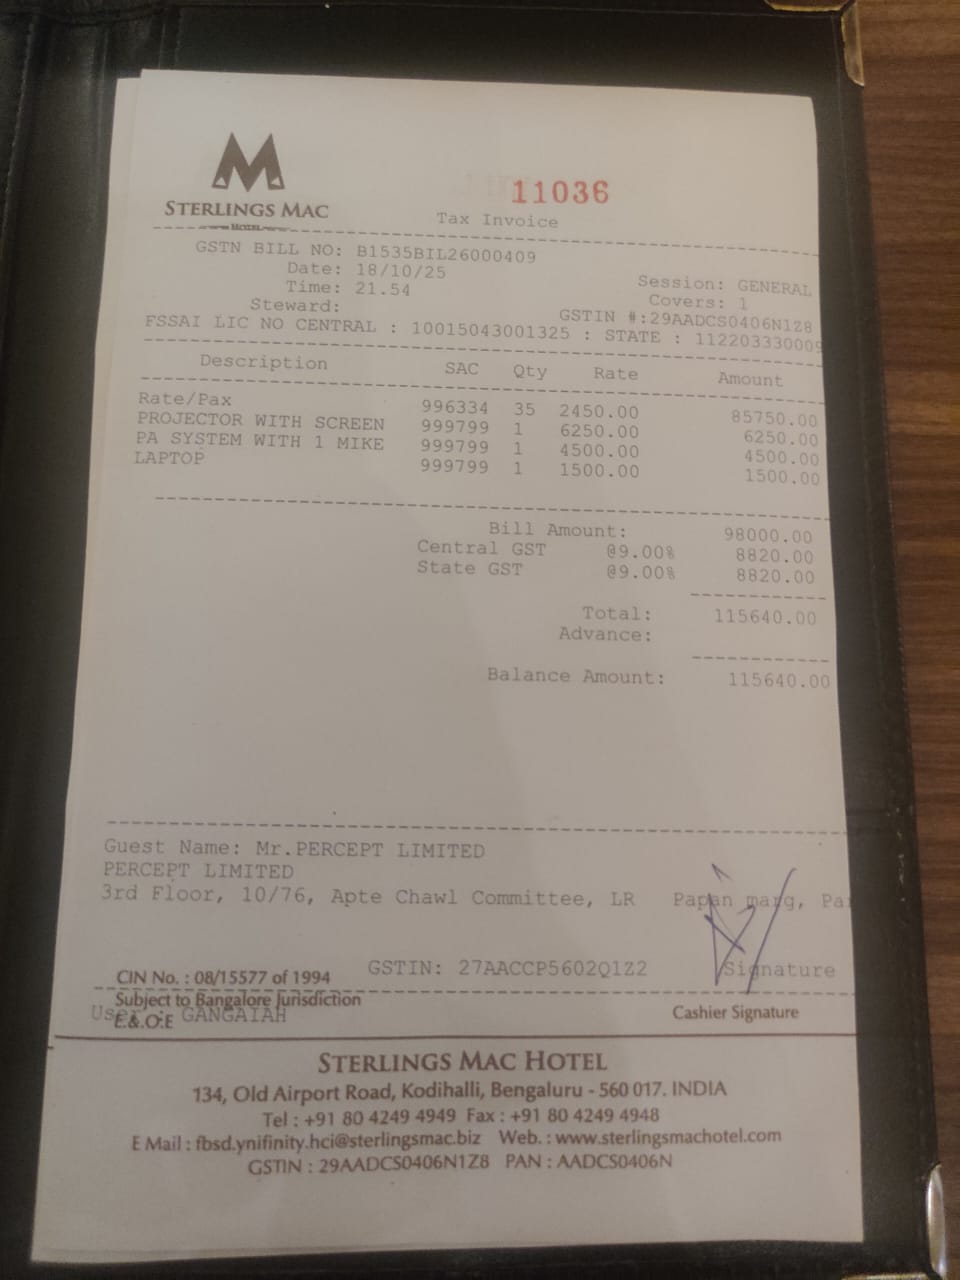 11036
STERLINGS MAC
HOTEL
Tax Invoice
GSTN BILL NO: B1535BIL26000409
Date: 18/10/25
Time: 21.54
Session: GENERAL
Steward:
Covers: 1
GSTIN #:29AADCS0406N1Z8
FSSAI LIC NO CENTRAL : 10015043001325 : STATE : 112203330009
Description SAC Qty Rate Amount
Rate/Pax 996334 35 2450.00 85750.00
PROJECTOR WITH SCREEN 999799 1 6250.00 6250.00
PA SYSTEM WITH 1 MIKE 999799 1 4500.00 4500.00
LAPTOP 999799 1 1500.00 1500.00
Bill Amount: 98000.00
Central GST @9.00% 8820.00
State GST @9.00% 8820.00
Total: 115640.00
Advance:
Balance Amount: 115640.00
Guest Name: Mr.PERCEPT LIMITED
PERCEPT LIMITED
3rd Floor, 10/76, Apte Chawl Committee, LR Papan marg,
GSTIN: 27AACCP5602Q1Z2
Signature
CIN No. : 08/15577 of 1994
Subject to Bangalore Jurisdiction
E.&.O.E
User : GANGAIAH
Cashier Signature
STERLINGS MAC HOTEL
134, Old Airport Road, Kodihalli, Bengaluru - 560 017. INDIA
Tel : +91 80 4249 4949 Fax : +91 80 4249 4948
E Mail : fbsd.ynifinity.hci@sterlingsmac.biz Web. : www.sterlingsmachotel.com
GSTIN : 29AADCS0406N1Z8 PAN : AADCS0406N